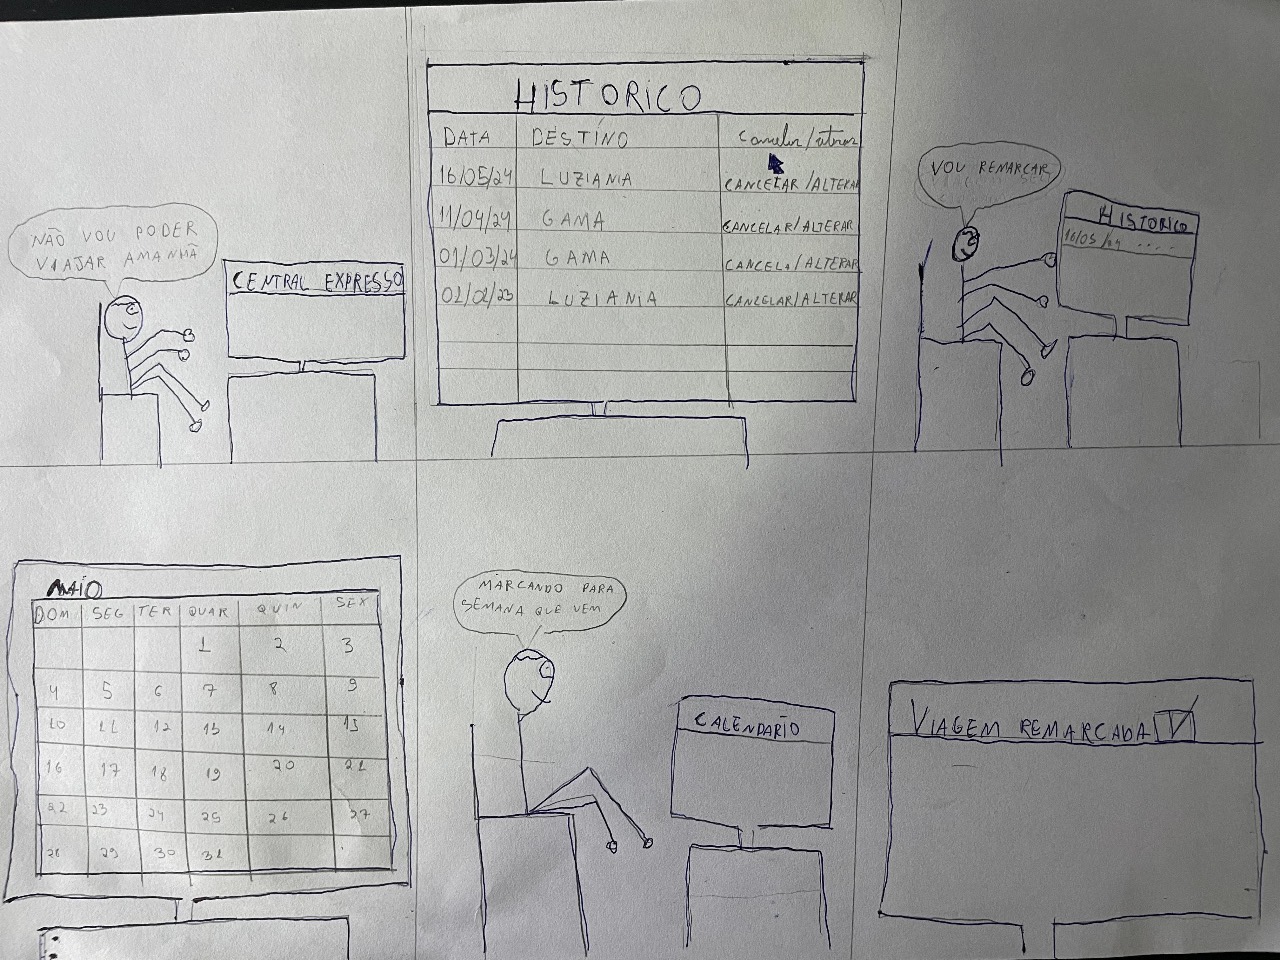 NÃO VOU PODER
VIAJAR AMANHÃ
CENTRAL EXPRESSO
HISTORICO
DATA DESTINO Cancelar/alterar
16/05/24 LUZIANIA CANCELAR/ALTERAR
11/04/24 GAMA CANCELAR/ALTERAR
01/03/24 GAMA CANCELA/ALTERAR
02/02/23 LUZIANIA CANCELAR/ALTERAR
VOU REMARCAR
HISTORICO
16/05/24 ....
MAIO
DOM SEG TER QUAR QUIN SEX
1 2 3
4 5 6 7 8 9
10 11 12 13 14 15
16 17 18 19 20 21
22 23 24 25 26 27
28 29 30 31
MARCANDO PARA
SEMANA QUE VEM
CALENDARIO
VIAGEM REMARCADA